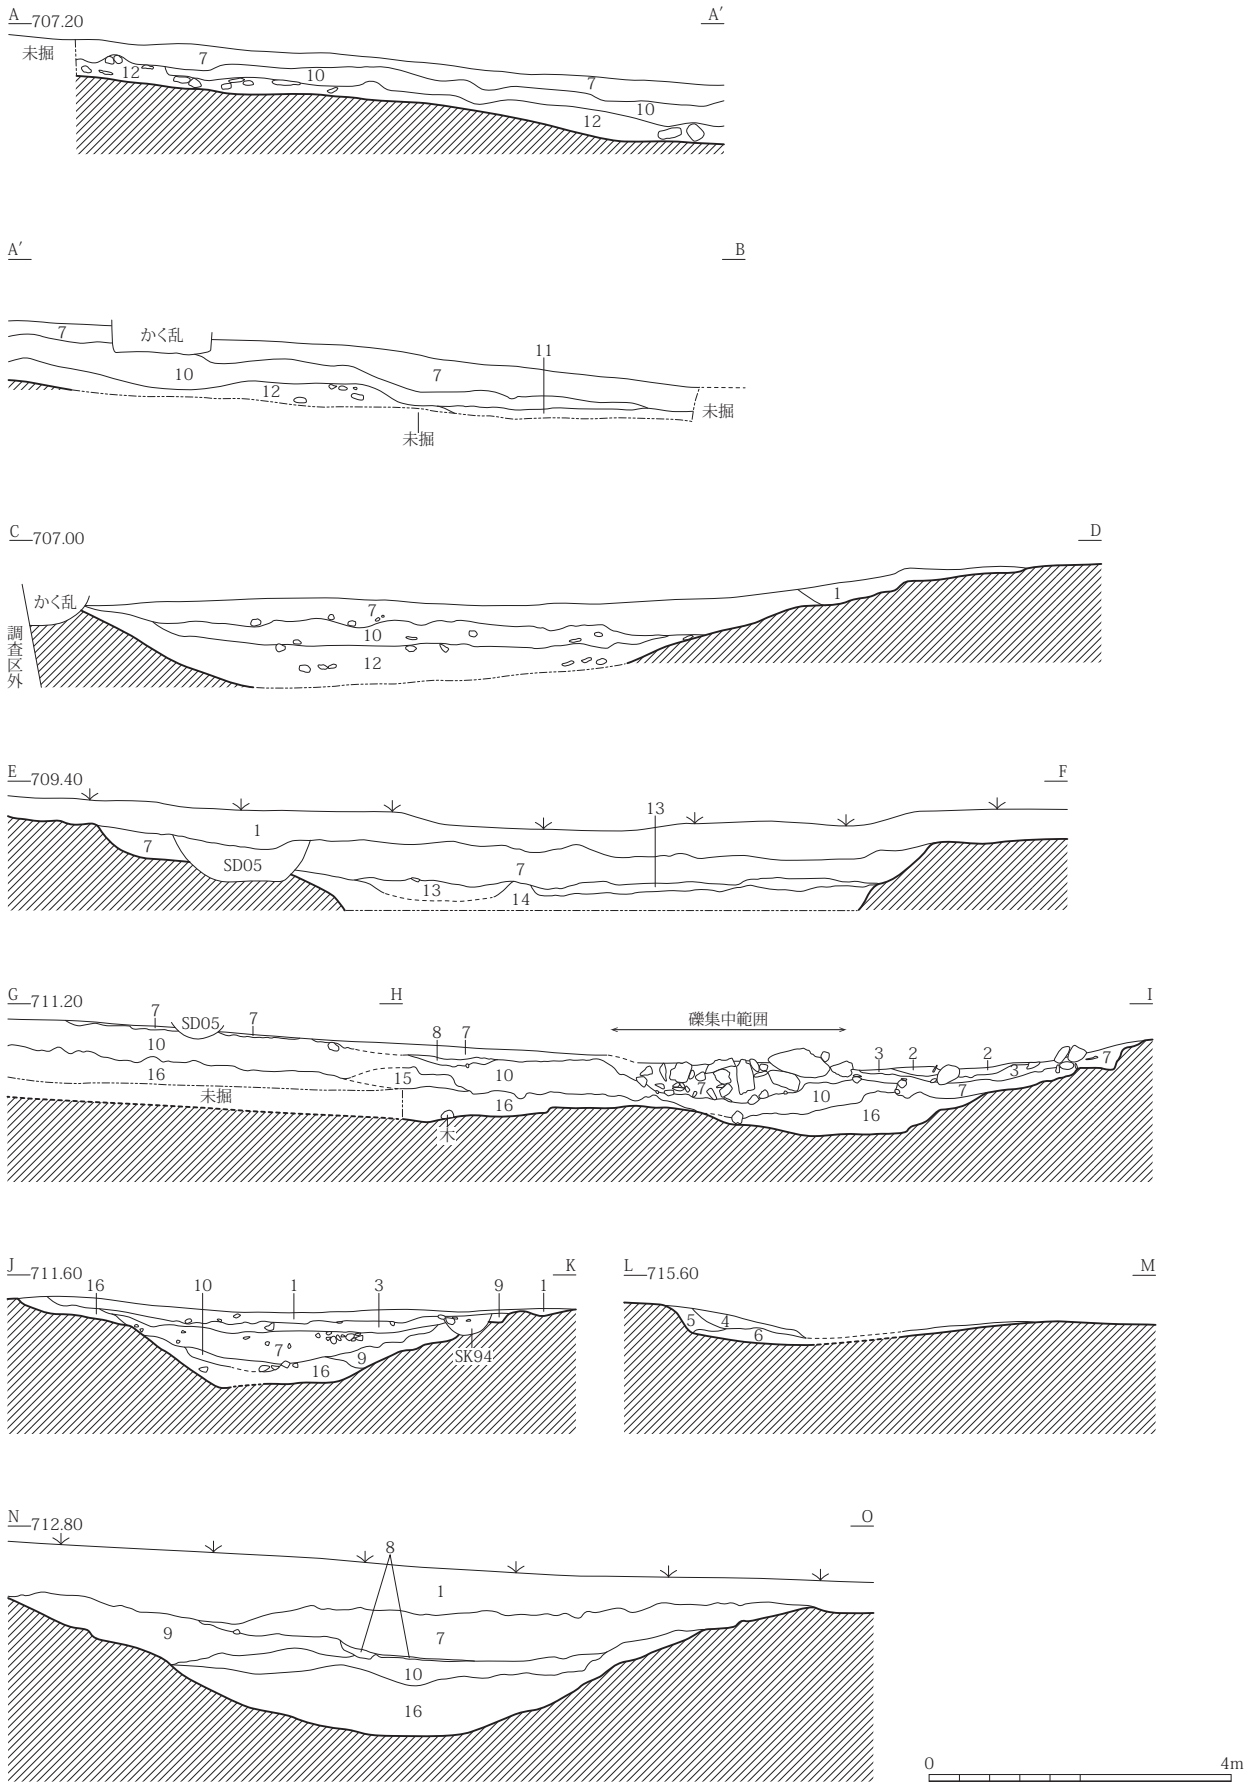 A 707.20 A′
未掘 7
12 10 7
10
12
A′ B
7 かく乱 11
10 7
12 未掘
未掘
C 707.00 D
かく乱 7 1
調査区外 10
12
E 709.40 F
13
1
7 SD05 7
13 14
G 711.20 H I
7 SD05 7 礫集中範囲
10 8 7 3 2 2 7
16 15 10 7 3
未掘 16 10 7
木 16
J 711.60 K
16 10 1 3 9 1
7 9 SK94
16
L 715.60 M
5 4
6
N 712.80 O
8
1
9 7
10
16
0 4m